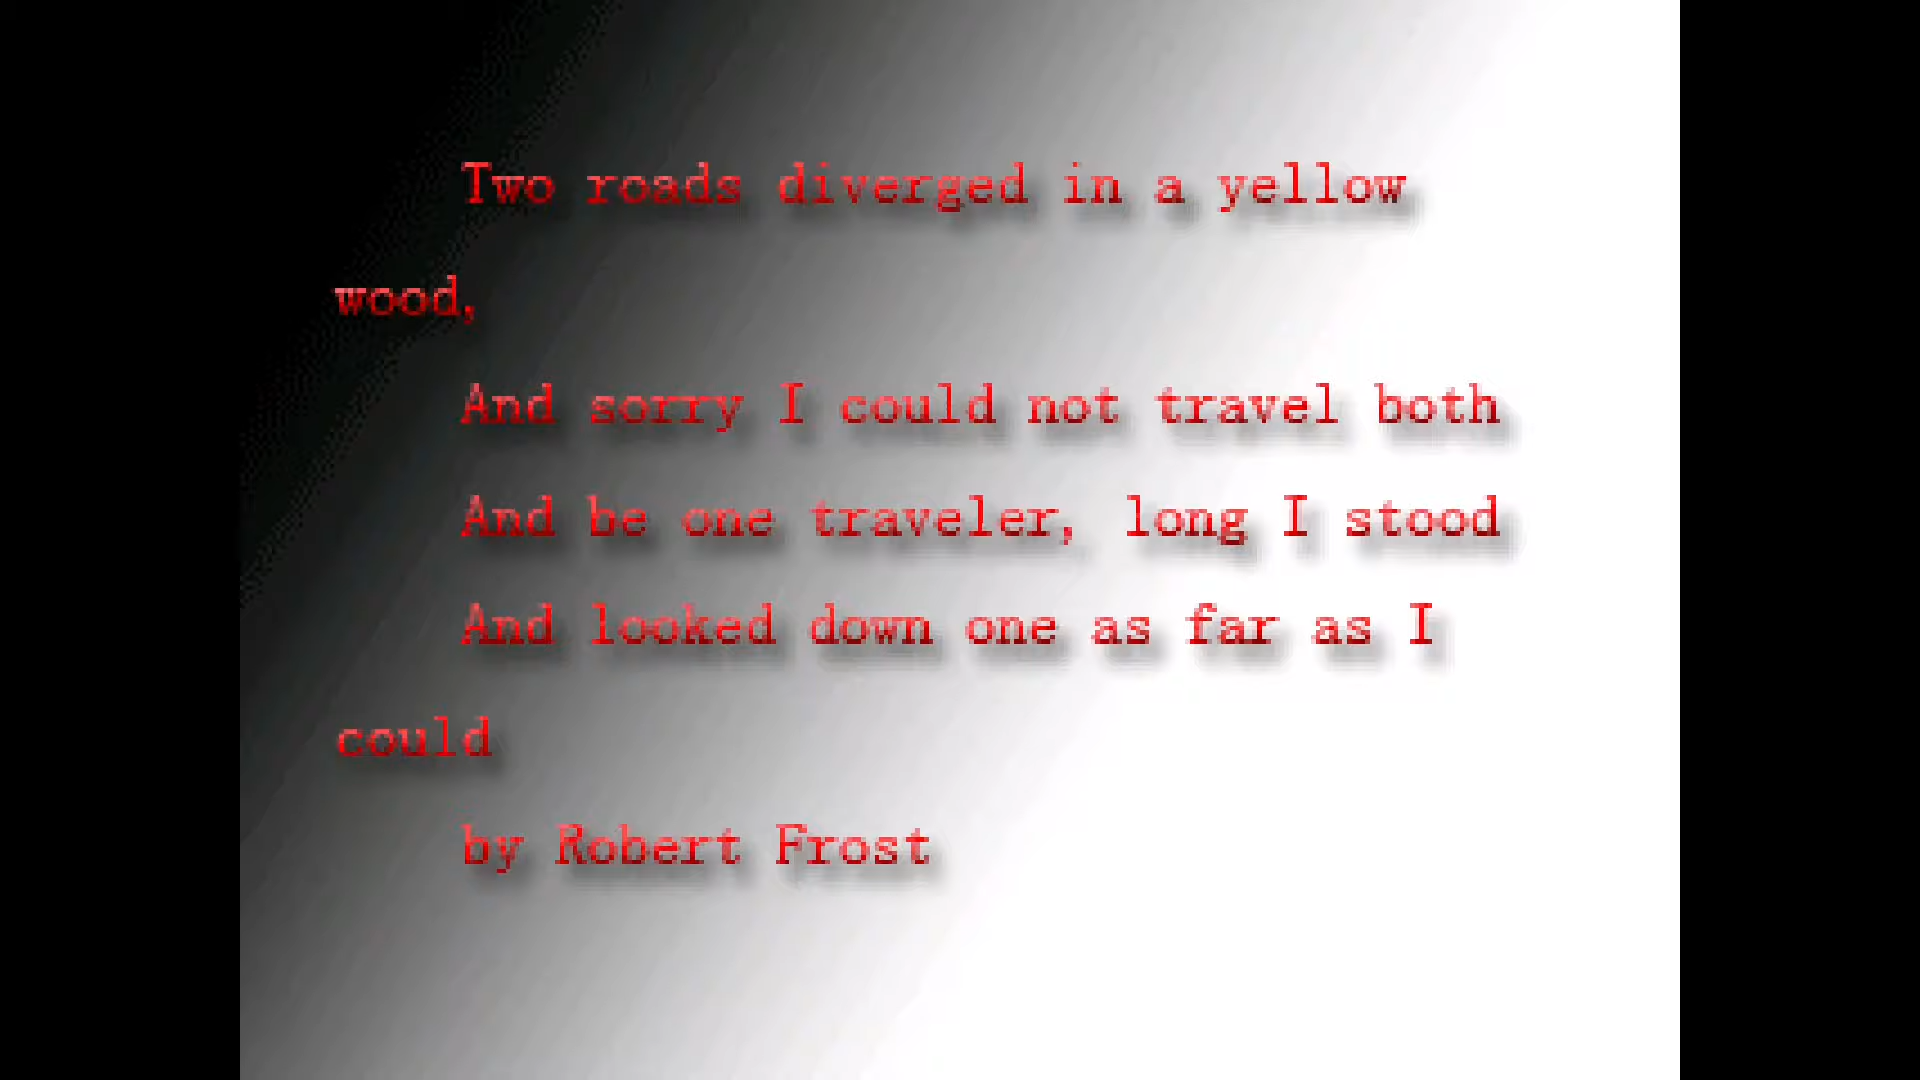 Two roads diverged in a yellow
wood,
And sorry I could not travel both
And be one traveler, long I stood
And looked down one as far as I
could
by Robert Frost